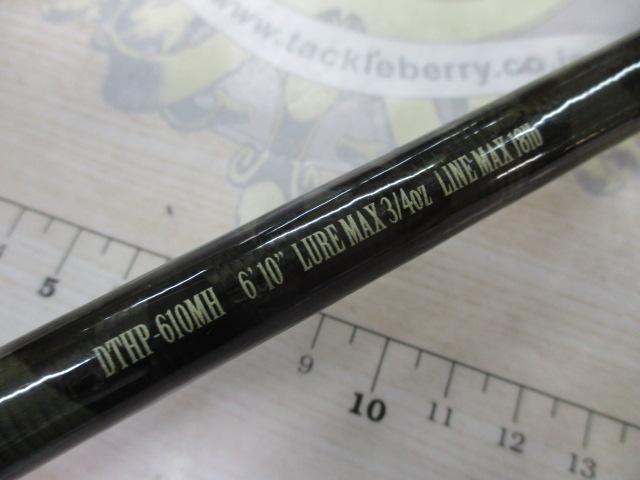 www.tackleberry.co.jp
DTHP-610MH 6'10" LURE MAX 3/4oz LINE MAX 16lb
5
9 10 11 12 13